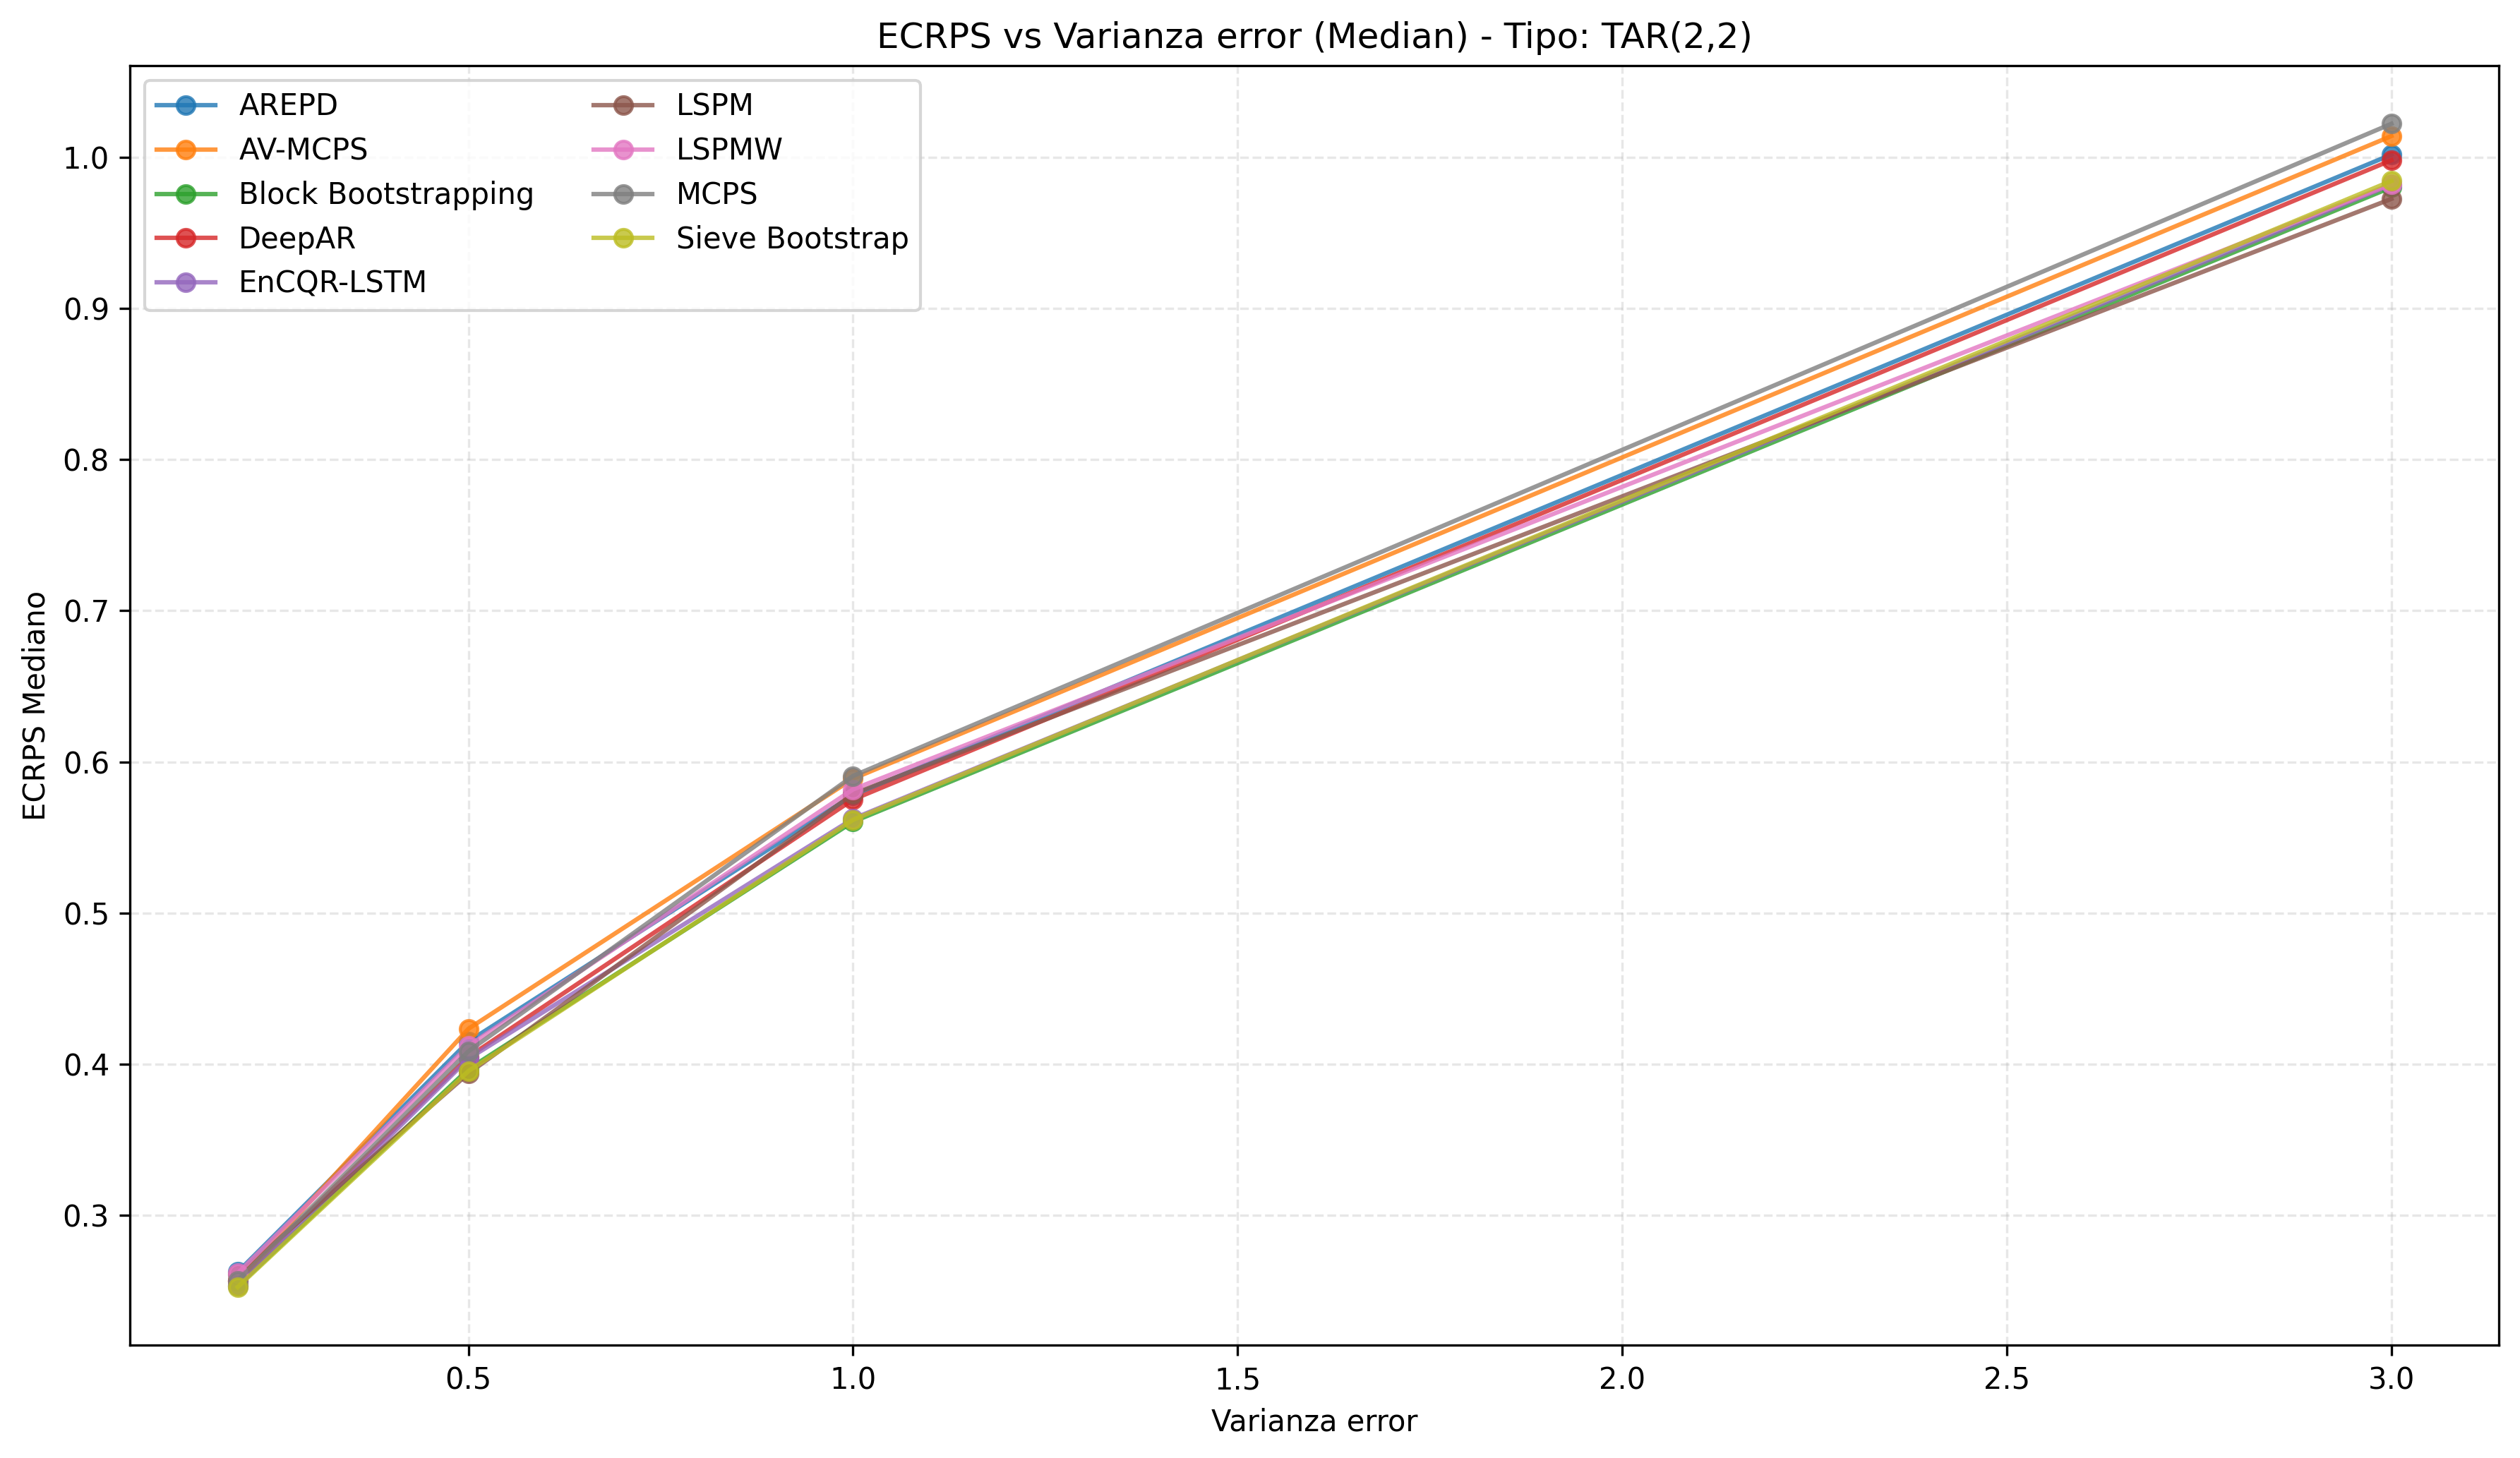 ECRPS vs Varianza error (Median) - Tipo: TAR(2,2)
AREPD
AV-MCPS
Block Bootstrapping
DeepAR
EnCQR-LSTM
LSPM
LSPMW
MCPS
Sieve Bootstrap
ECRPS Mediano
1.0
0.9
0.8
0.7
0.6
0.5
0.4
0.3
0.5
1.0
1.5
2.0
2.5
3.0
Varianza error